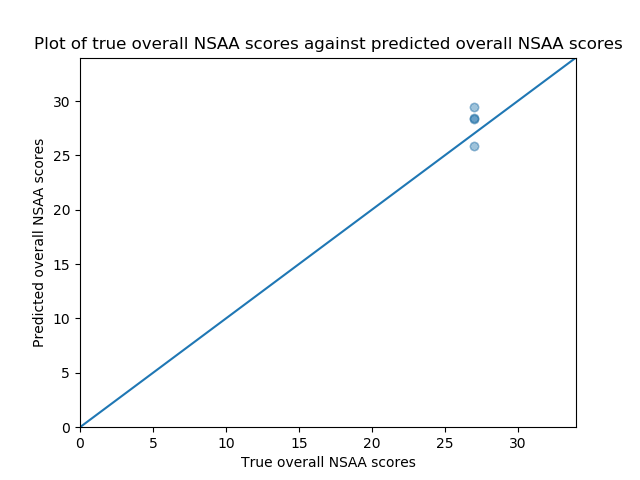 Plot of true overall NSAA scores against predicted overall NSAA scores
Predicted overall NSAA scores
30
25
20
15
10
5
0
0 5 10 15 20 25 30
True overall NSAA scores